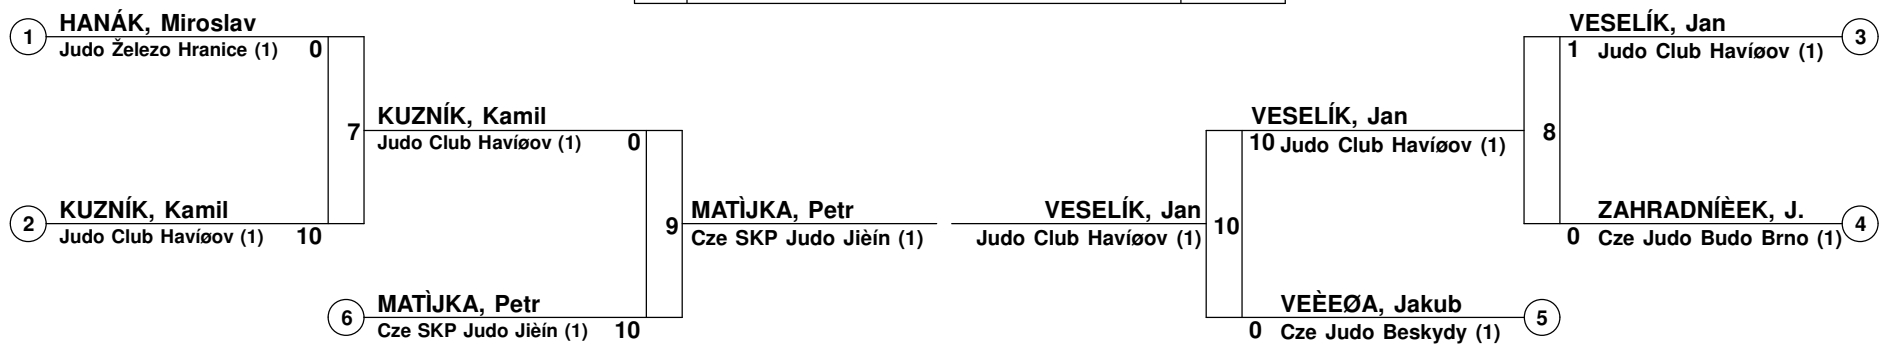 1
HANÁK, Miroslav
Judo Železo Hranice (1) 0
7
2
KUZNÍK, Kamil
Judo Club Havíøov (1) 10
KUZNÍK, Kamil
Judo Club Havíøov (1) 0
9
6
MATÌJKA, Petr
Cze SKP Judo Jièín (1) 10
MATÌJKA, Petr
Cze SKP Judo Jièín (1)
VESELÍK, Jan
Judo Club Havíøov (1)
10
VESELÍK, Jan
10 Judo Club Havíøov (1)
8
VEÈEØA, Jakub
0 Cze Judo Beskydy (1)
5
VESELÍK, Jan
1 Judo Club Havíøov (1)
3
ZAHRADNÍÈEK, J.
0 Cze Judo Budo Brno (1)
4